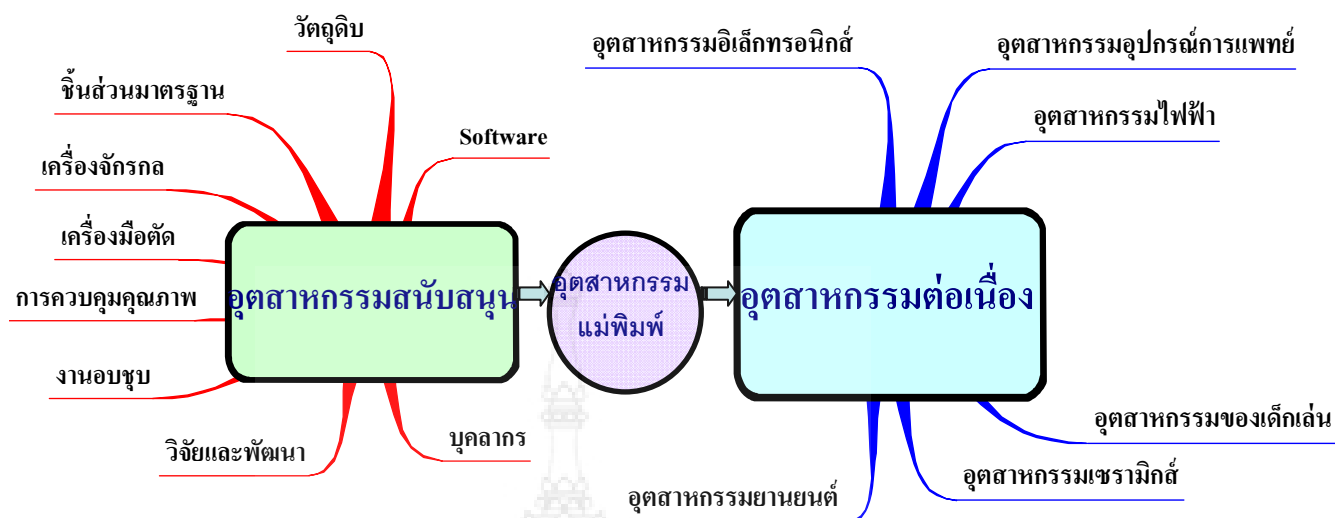 วัตถุดิบ
ชิ้นส่วนมาตรฐาน
Software
เครื่องจักรกล
เครื่องมือตัด
การควบคุมคุณภาพ
งานอบชุบ
วิจัยและพัฒนา
บุคลากร
อุตสาหกรรมสนับสนุน
อุตสาหกรรม
แม่พิมพ์
อุตสาหกรรมต่อเนื่อง
อุตสาหกรรมอิเล็กทรอนิกส์
อุตสาหกรรมอุปกรณ์การแพทย์
อุตสาหกรรมไฟฟ้า
อุตสาหกรรมของเด็กเล่น
อุตสาหกรรมเซรามิกส์
อุตสาหกรรมยานยนต์